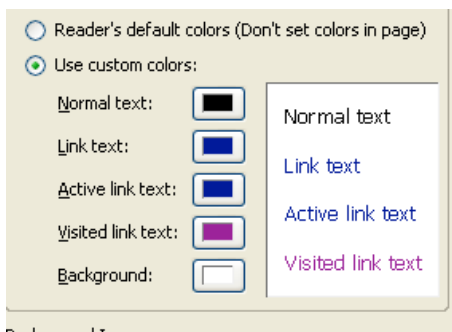 Reader's default colors (Don't set colors in page)
Use custom colors:
Normal text:
Link text:
Active link text:
Visited link text:
Background:
Normal text
Link text
Active link text
Visited link text